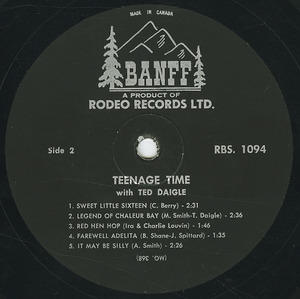 MADE IN CANADA
BANFF
A PRODUCT OF
RODEO RECORDS LTD.
Side 2
RBS. 1094
TEENAGE TIME
with TED DAIGLE
1. SWEET LITTLE SIXTEEN (C. Berry) - 2:31
2. LEGEND OF CHALEUR BAY (M. Smith-T. Daigle) - 2:36
3. RED HEN HOP (Ira & Charlie Louvin) - 1:46
4. FAREWELL ADELITA (B. Shane-J. Spittard) - 1:35
5. IT MAY BE SILLY (A. Smith) - 2:26
(MO. 368)